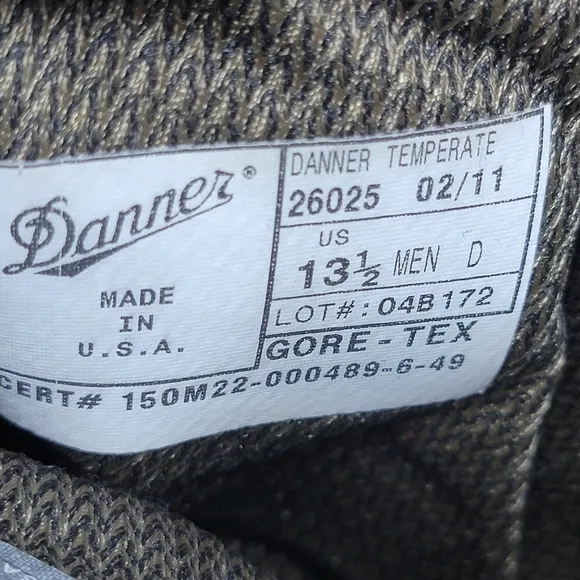 Danner®
MADE
IN
U.S.A.
DANNER TEMPERATE
26025 02/11
US
13½ MEN D
LOT#: 04B172
GORE-TEX
CERT# 150M22-000489-6-49